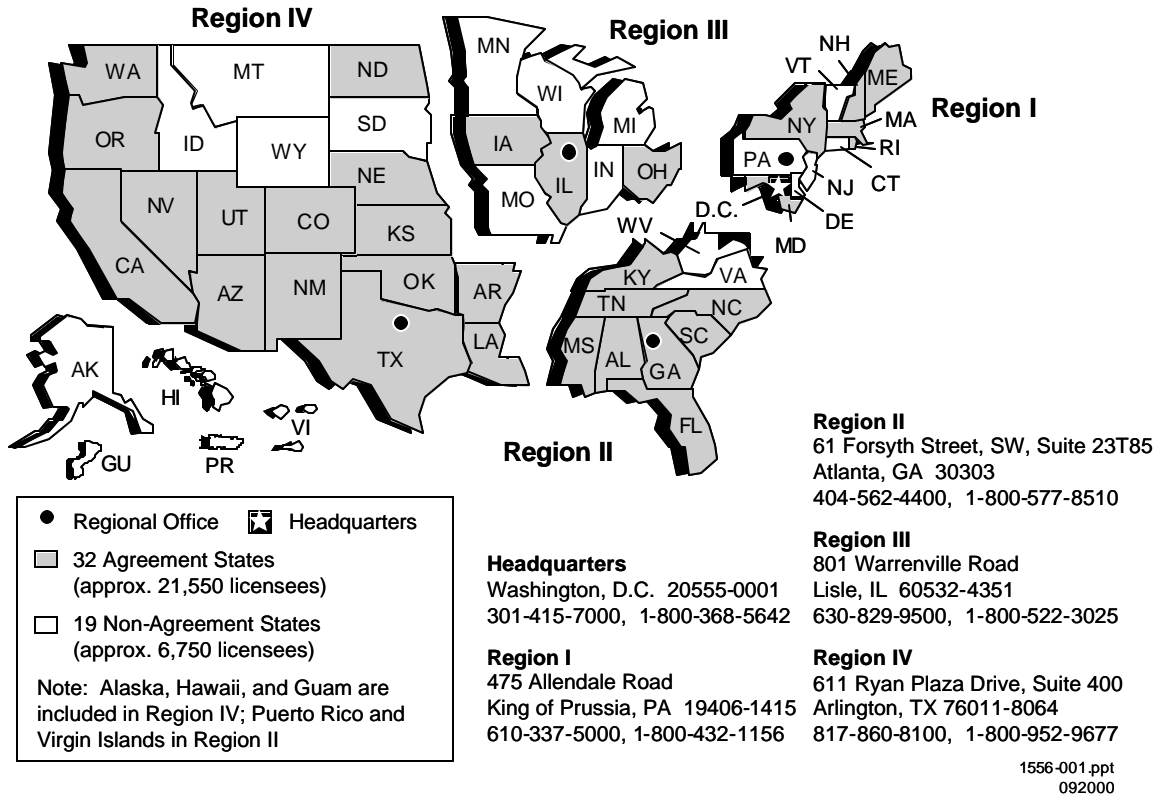 Region IV
Region III
Region I
WA
MT
ND
OR
ID
SD
WY
NE
NV
UT
CO
KS
CA
AZ
NM
OK
AR
TX
LA
AK
HI
GU
PR
VI
MN
WI
MI
IA
IL
IN
OH
MO
NH
VT
ME
NY
MA
RI
CT
PA
NJ
DE
D.C.
MD
WV
VA
KY
TN
NC
SC
MS
AL
GA
FL
Region II
● Regional Office Headquarters
32 Agreement States
(approx. 21,550 licensees)
19 Non-Agreement States
(approx. 6,750 licensees)
Note: Alaska, Hawaii, and Guam are
included in Region IV; Puerto Rico and
Virgin Islands in Region II
Headquarters
Washington, D.C. 20555-0001
301-415-7000, 1-800-368-5642
Region I
475 Allendale Road
King of Prussia, PA 19406-1415
610-337-5000, 1-800-432-1156
Region II
61 Forsyth Street, SW, Suite 23T85
Atlanta, GA 30303
404-562-4400, 1-800-577-8510
Region III
801 Warrenville Road
Lisle, IL 60532-4351
630-829-9500, 1-800-522-3025
Region IV
611 Ryan Plaza Drive, Suite 400
Arlington, TX 76011-8064
817-860-8100, 1-800-952-9677
1556-001.ppt
092000